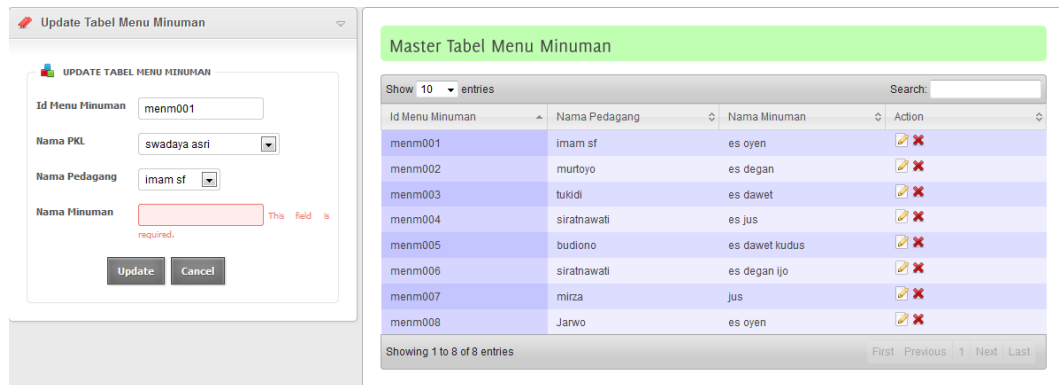 Update Tabel Menu Minuman
UPDATE TABEL MENU MINUMAN
Id Menu Minuman menm001
Nama PKL swadaya asri
Nama Pedagang imam sf
Nama Minuman This field is
required.
Update Cancel
Master Tabel Menu Minuman
Show 10 entries Search:
Id Menu Minuman Nama Pedagang Nama Minuman Action
menm001 imam sf es oyen
menm002 murtoyo es degan
menm003 tukidi es dawet
menm004 siratnawati es jus
menm005 budiono es dawet kudus
menm006 siratnawati es degan ijo
menm007 mirza jus
menm008 Jarwo es oyen
Showing 1 to 8 of 8 entries First Previous 1 Next Last